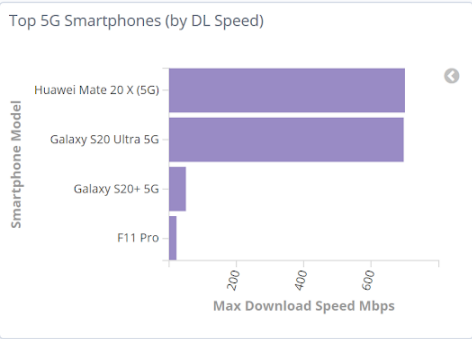 Top 5G Smartphones (by DL Speed)
Smartphone Model
Huawei Mate 20 X (5G)
Galaxy S20 Ultra 5G
Galaxy S20+ 5G
F11 Pro
200
400
600
Max Download Speed Mbps